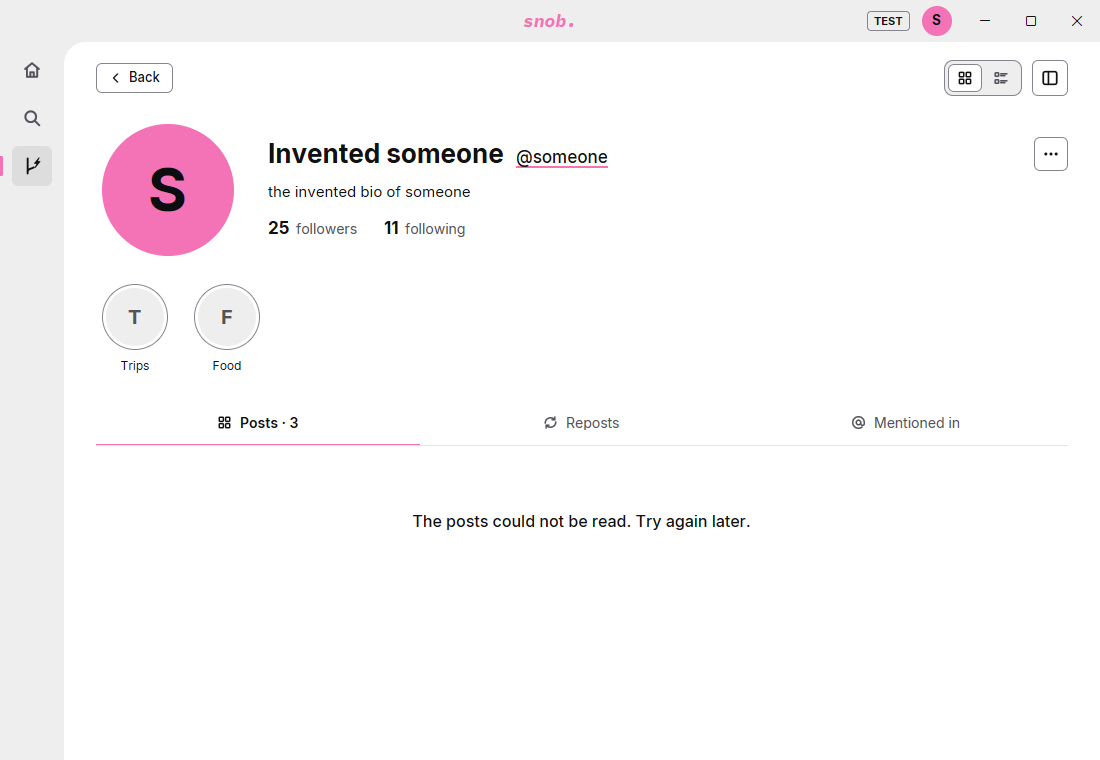 snob.
TEST
S
Back
S
Invented someone @someone
the invented bio of someone
25 followers 11 following
T
F
Trips
Food
Posts · 3
Reposts
Mentioned in
The posts could not be read. Try again later.